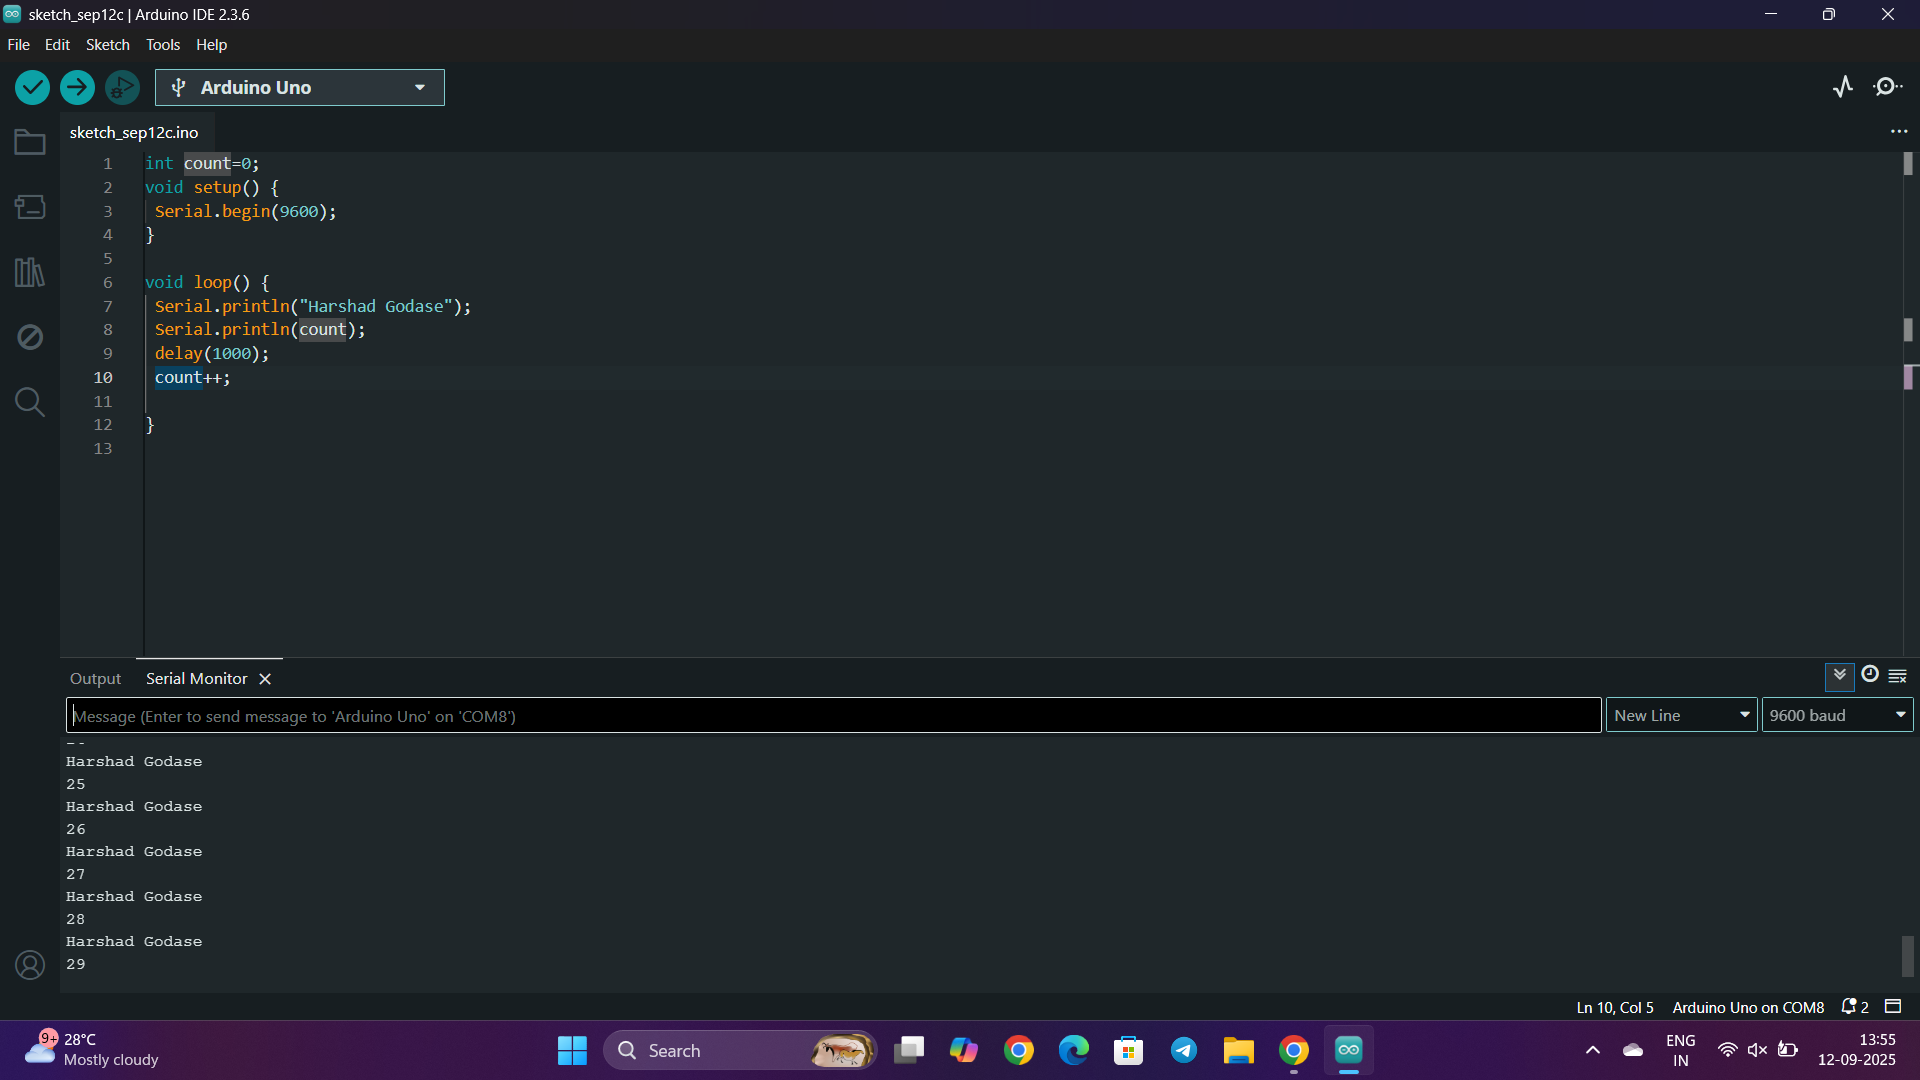 sketch_sep12c | Arduino IDE 2.3.6
File Edit Sketch Tools Help
Arduino Uno
sketch_sep12c.ino
1 int count=0;
2 void setup() {
3 Serial.begin(9600);
4 }
5
6 void loop() {
7 Serial.println("Harshad Godase");
8 Serial.println(count);
9 delay(1000);
10 count++;
11
12 }
13
Output Serial Monitor
Message (Enter to send message to 'Arduino Uno' on 'COM8') New Line 9600 baud
Harshad Godase
25
Harshad Godase
26
Harshad Godase
27
Harshad Godase
28
Harshad Godase
29
Ln 10, Col 5 Arduino Uno on COM8 2
9+ 28°C
Mostly cloudy
Search
ENG
IN
13:55
12-09-2025